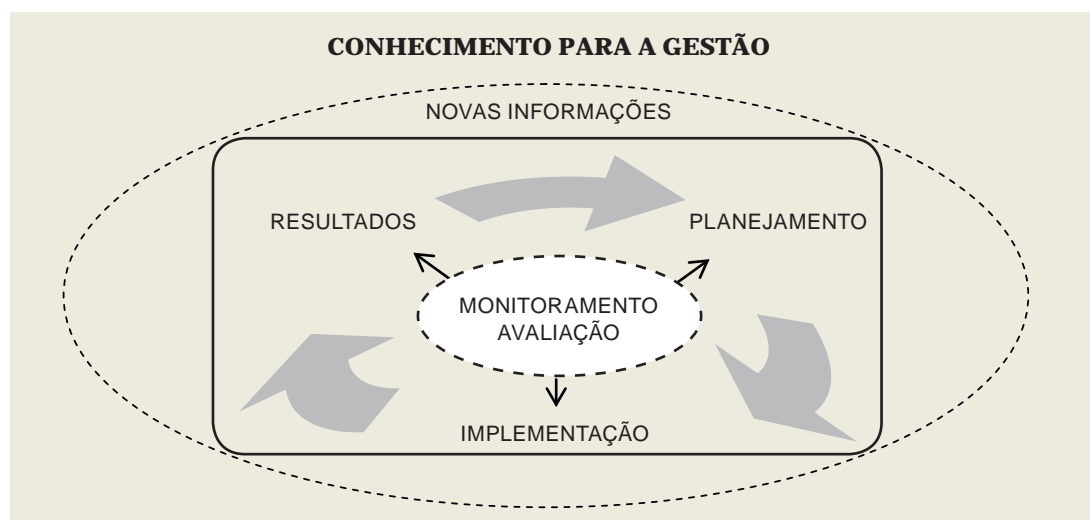 CONHECIMENTO PARA A GESTÃO
NOVAS INFORMAÇÕES
RESULTADOS
PLANEJAMENTO
MONITORAMENTO
AVALIAÇÃO
IMPLEMENTAÇÃO